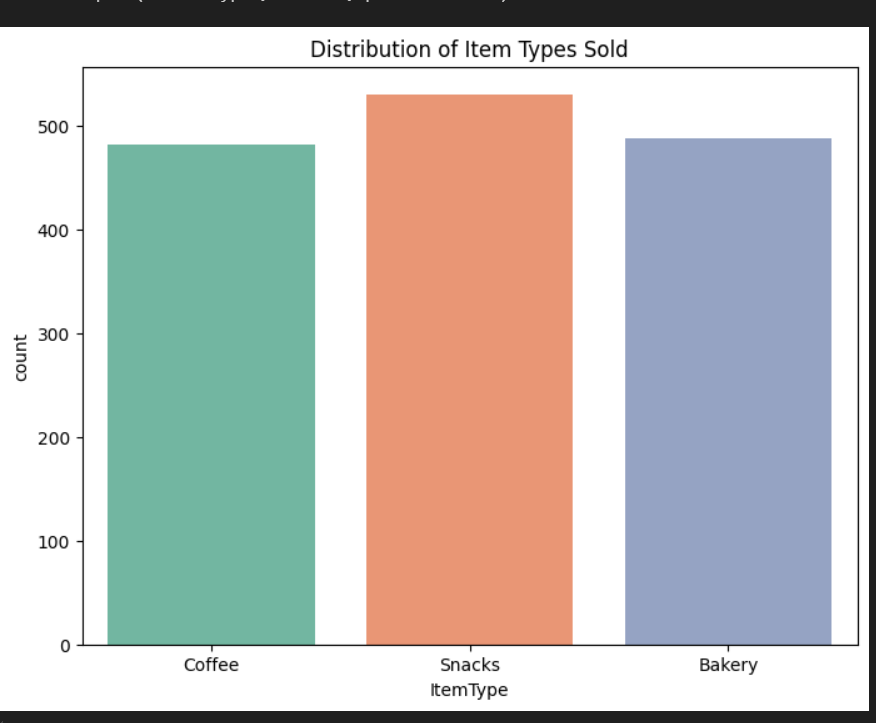 Distribution of Item Types Sold
500
400
300
200
100
0
count
Coffee Snacks Bakery
ItemType